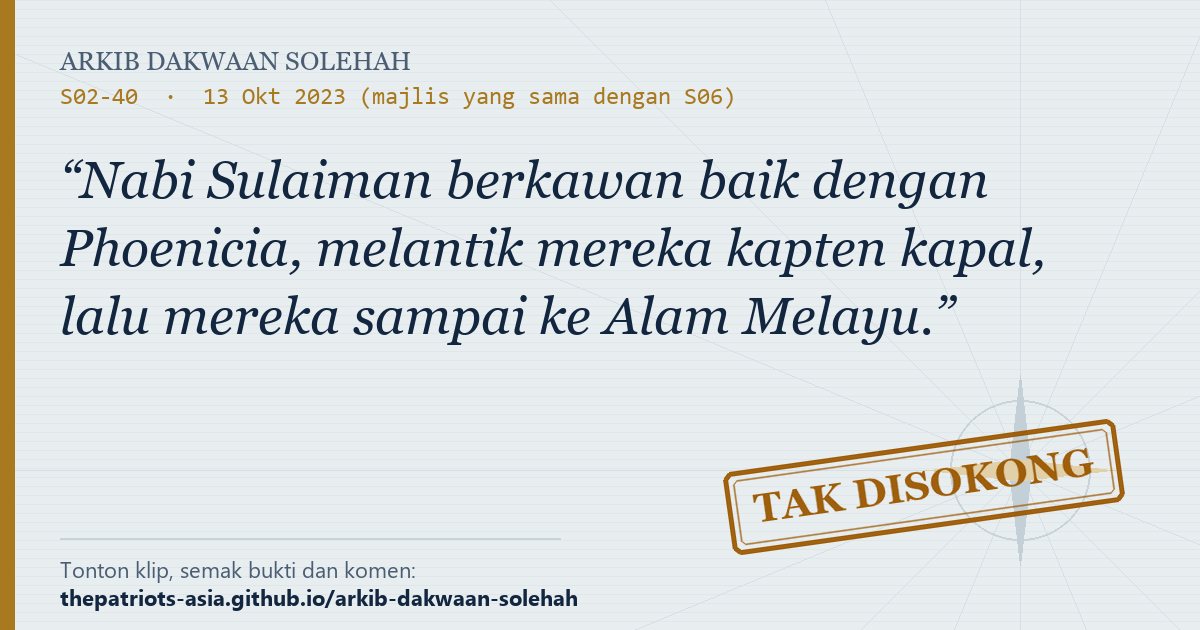 ARKIB DAKWAAN SOLEHAH
S02-40 · 13 Okt 2023 (majlis yang sama dengan S06)
“Nabi Sulaiman berkawan baik dengan
Phoenicia, melantik mereka kapten kapal,
lalu mereka sampai ke Alam Melayu.”
TAK DISOKONG
Tonton klip, semak bukti dan komen:
thepatriots-asia.github.io/arkib-dakwaan-solehah